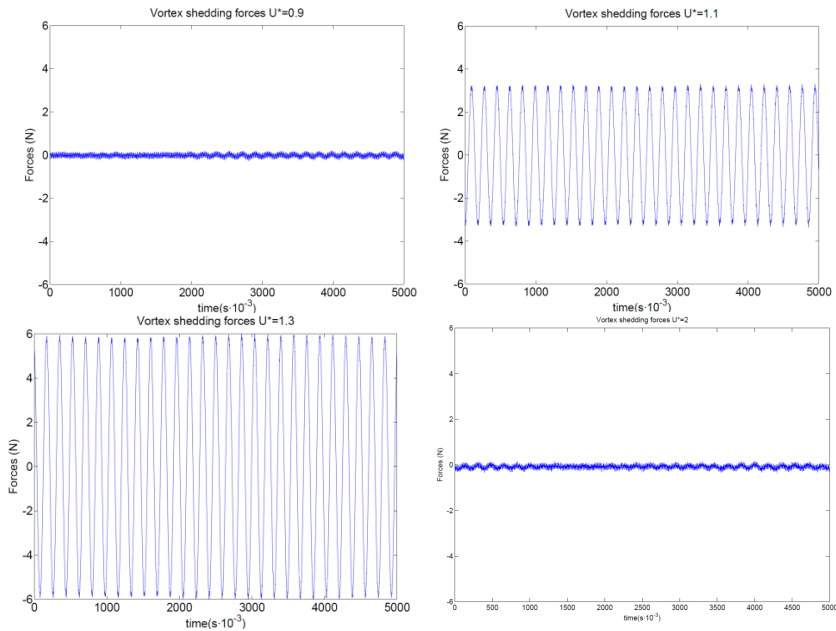 Vortex shedding forces U*=0.9
6
4
2
0
-2
-4
-6
Forces (N)
0 1000 2000 3000 4000 5000
time(s·10⁻³)
Vortex shedding forces U*=1.1
6
4
2
0
-2
-4
-6
Forces (N)
0 1000 2000 3000 4000 5000
time(s·10⁻³)
Vortex shedding forces U*=1.3
6
4
2
0
-2
-4
-6
Forces (N)
0 1000 2000 3000 4000 5000
time(s·10⁻³)
Vortex shedding forces U*=2
6
4
2
0
-2
-4
-6
Forces (N)
0 500 1000 1500 2000 2500 3000 3500 4000 4500 5000
time(s·10⁻³)